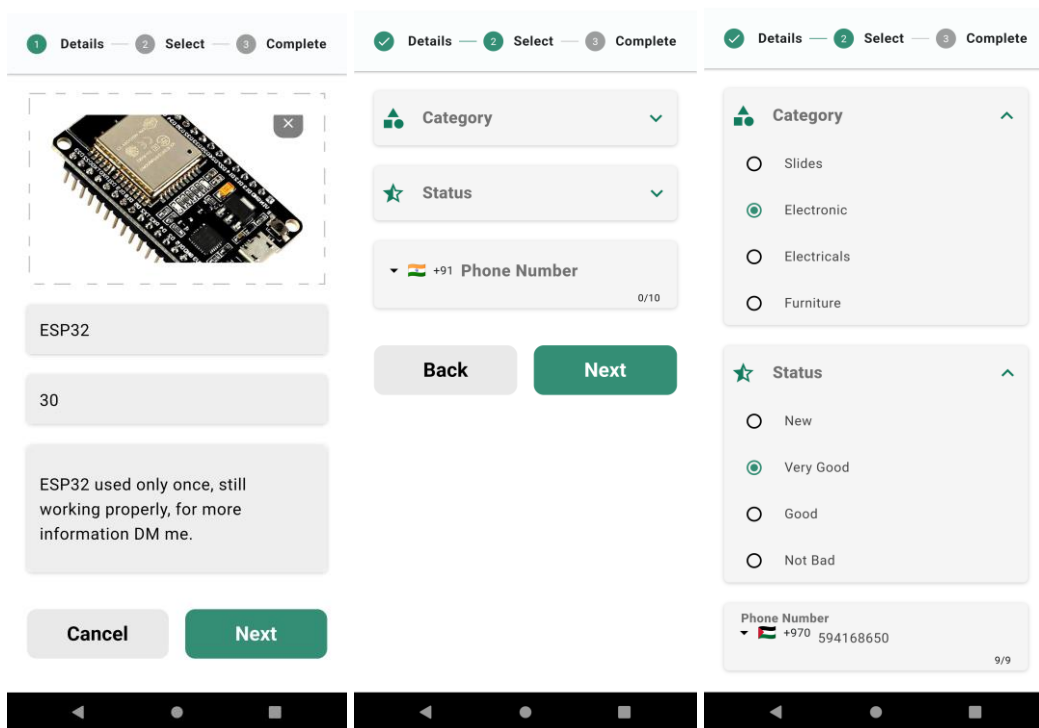 1 Details 2 Select 3 Complete
ESP32
30
ESP32 used only once, still
working properly, for more
information DM me.
Cancel Next
Details 2 Select 3 Complete
Category
Status
+91 Phone Number
0/10
Back Next
Details 2 Select 3 Complete
Category
Slides
Electronic
Electricals
Furniture
Status
New
Very Good
Good
Not Bad
Phone Number
+970 594168650
9/9